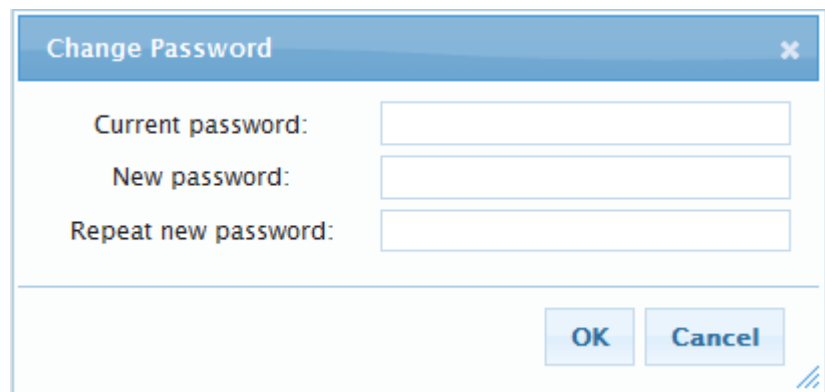 Change Password
Current password:
New password:
Repeat new password:
OK Cancel